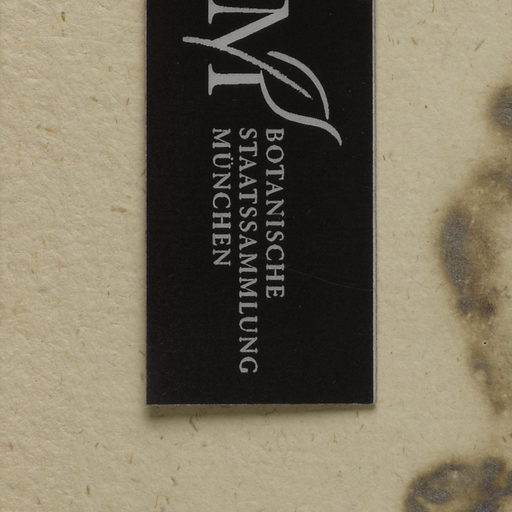 M
BOTANISCHE
STAATSSAMMLUNG
MÜNCHEN